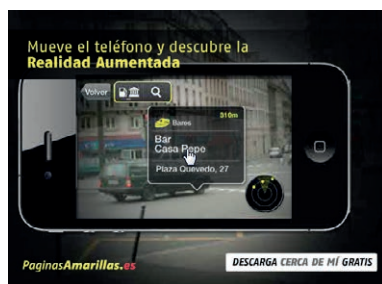 Mueve el teléfono y descubre la
Realidad Aumentada
Volver
310m
Bares
Bar
Casa Pepe
Plaza Quevedo, 27
PaginasAmarillas.es
DESCARGA CERCA DE MÍ GRATIS